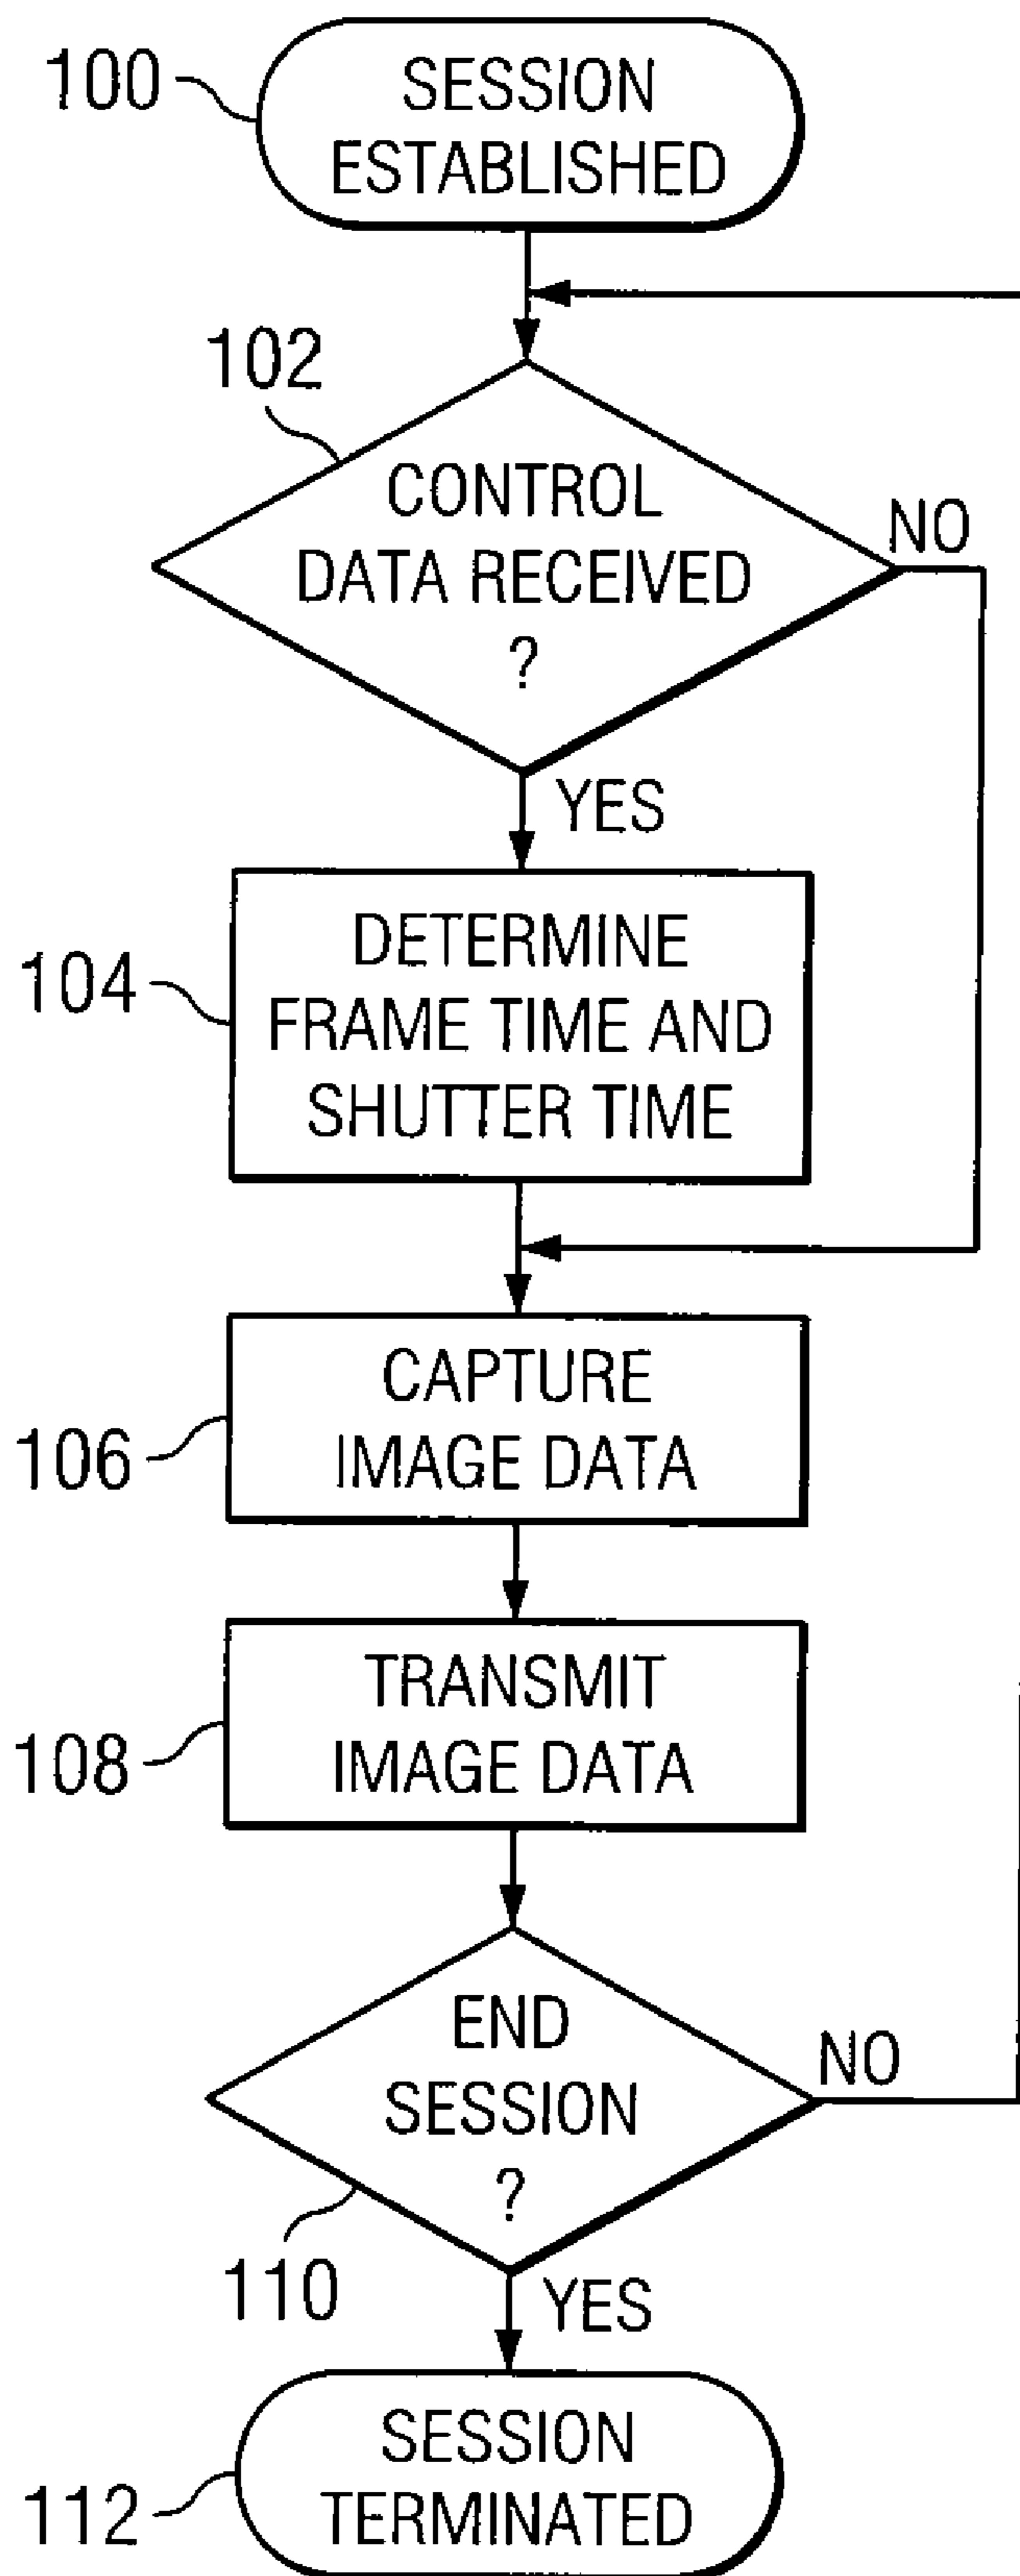 100
SESSION
ESTABLISHED
102
CONTROL
DATA RECEIVED
?
NO
YES
104
DETERMINE
FRAME TIME AND
SHUTTER TIME
106
CAPTURE
IMAGE DATA
108
TRANSMIT
IMAGE DATA
END
SESSION
?
NO
110
YES
112
SESSION
TERMINATED